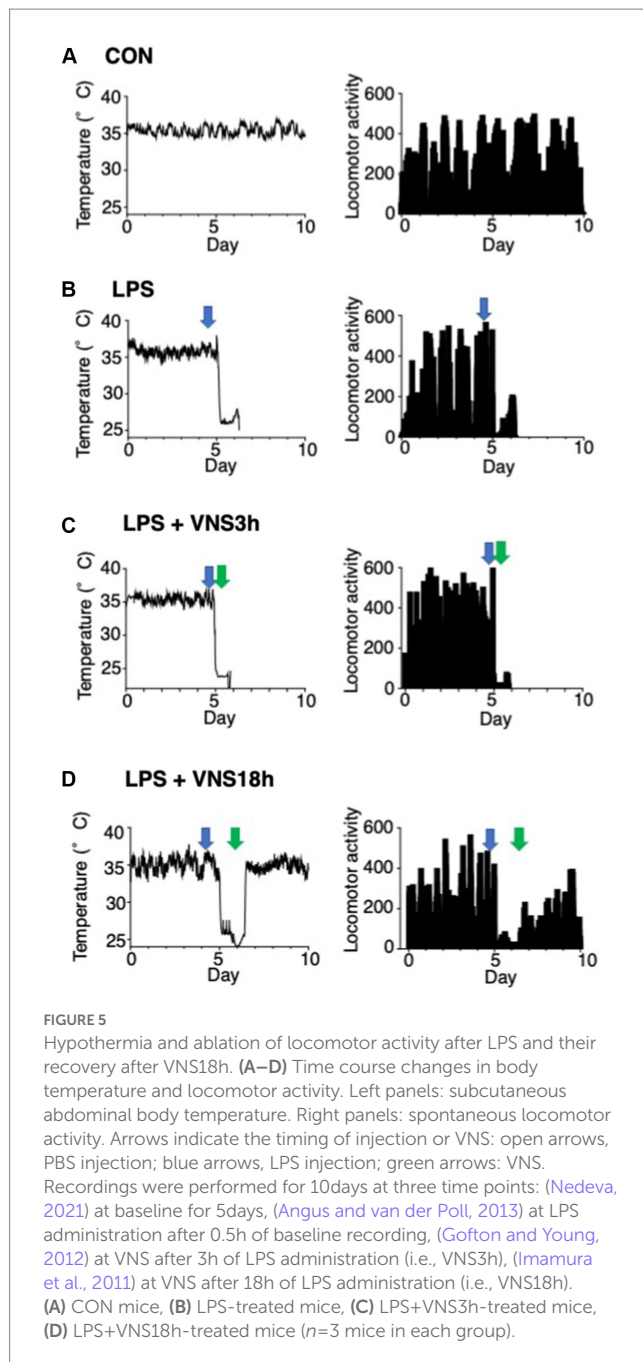 A CON
Temperature (° C)
40
35
30
25
0 5 10
Day
Locomotor activity
600
400
200
0
0 5 10
Day
B LPS
Temperature (° C)
40
35
30
25
0 5 10
Day
Locomotor activity
600
400
200
0
0 5 10
Day
C LPS + VNS3h
Temperature (° C)
40
35
30
25
0 5 10
Day
Locomotor activity
600
400
200
0
0 5 10
Day
D LPS + VNS18h
Temperature (° C)
40
35
30
25
0 5 10
Day
Locomotor activity
600
400
200
0
0 5 10
Day
FIGURE 5
Hypothermia and ablation of locomotor activity after LPS and their
recovery after VNS18h. (A–D) Time course changes in body
temperature and locomotor activity. Left panels: subcutaneous
abdominal body temperature. Right panels: spontaneous locomotor
activity. Arrows indicate the timing of injection or VNS: open arrows,
PBS injection; blue arrows, LPS injection; green arrows: VNS.
Recordings were performed for 10days at three time points: (Nedeva,
2021) at baseline for 5days, (Angus and van der Poll, 2013) at LPS
administration after 0.5h of baseline recording, (Gofton and Young,
2012) at VNS after 3h of LPS administration (i.e., VNS3h), (Imamura
et al., 2011) at VNS after 18h of LPS administration (i.e., VNS18h).
(A) CON mice, (B) LPS-treated mice, (C) LPS+VNS3h-treated mice,
(D) LPS+VNS18h-treated mice (n=3 mice in each group).